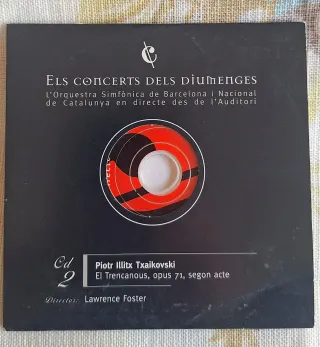 Els concerts dels diumenges
L'Orquestra Simfònica de Barcelona i Nacional
de Catalunya en directe des de l'Auditori
Cd
2
Piotr Illitx Txaikovski
El Trencanous, opus 71, segon acte
Director: Lawrence Foster